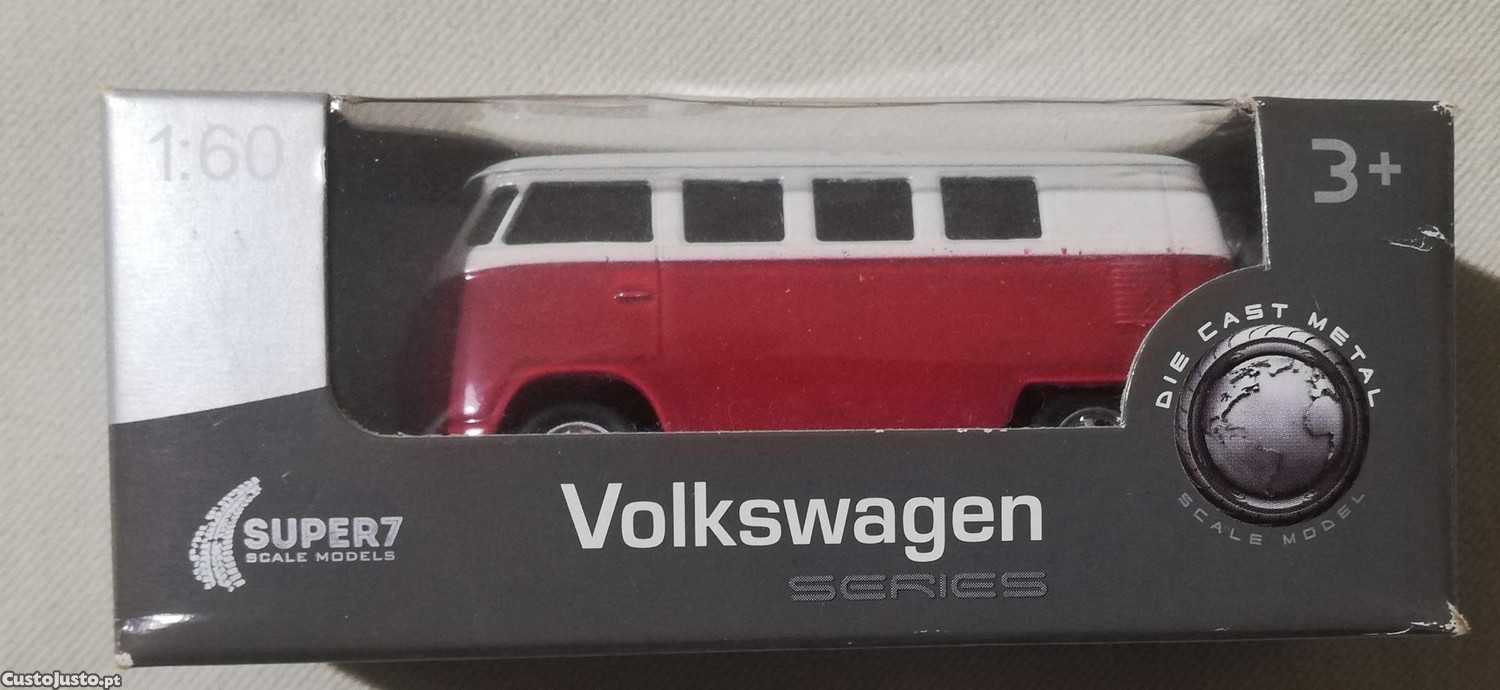 1:60
3+
DIE CAST METAL
SCALE MODEL
SUPER7
SCALE MODELS
Volkswagen
SERIES
CustoJusto.pt